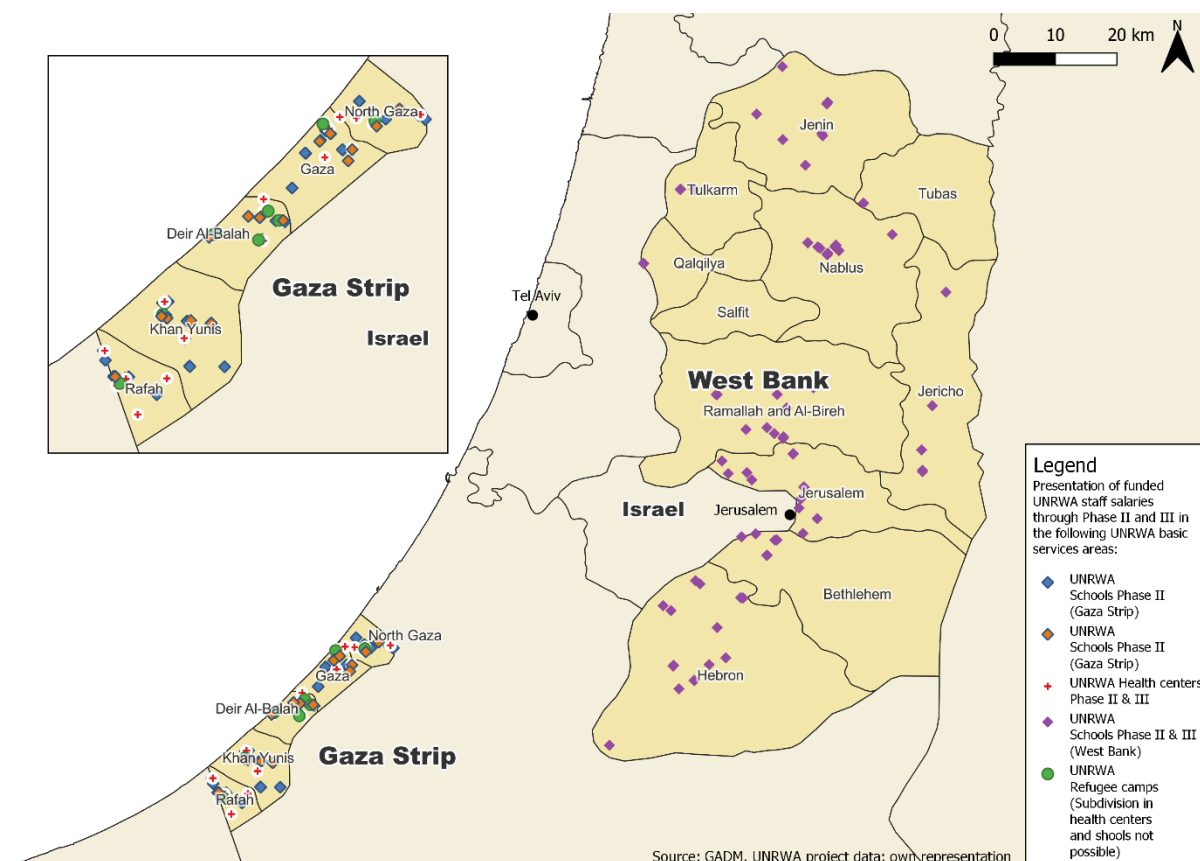 0 10 20 km
N
North Gaza
Gaza
Deir Al-Balah
Gaza Strip
Israel
Khan Yunis
Rafah
Jenin
Tulkarm
Tubas
Qalqilya
Nablus
Tel Aviv
Salfit
West Bank
Ramallah and Al-Bireh
Jericho
Jerusalem
Israel
Jerusalem
Bethlehem
Hebron
North Gaza
Gaza
Deir Al-Balah
Gaza Strip
Khan Yunis
Rafah
Legend
Presentation of funded
UNRWA staff salaries
through Phase II and III in
the following UNRWA basic
services areas:
UNRWA
Schools Phase II
(Gaza Strip)
UNRWA
Schools Phase II
(Gaza Strip)
UNRWA Health centers
Phase II & III
UNRWA
Schools Phase II & III
(West Bank)
UNRWA
Refugee camps
(Subdivision in
health centers
and shools not
possible)
Source: GADM, UNRWA project data; own representation